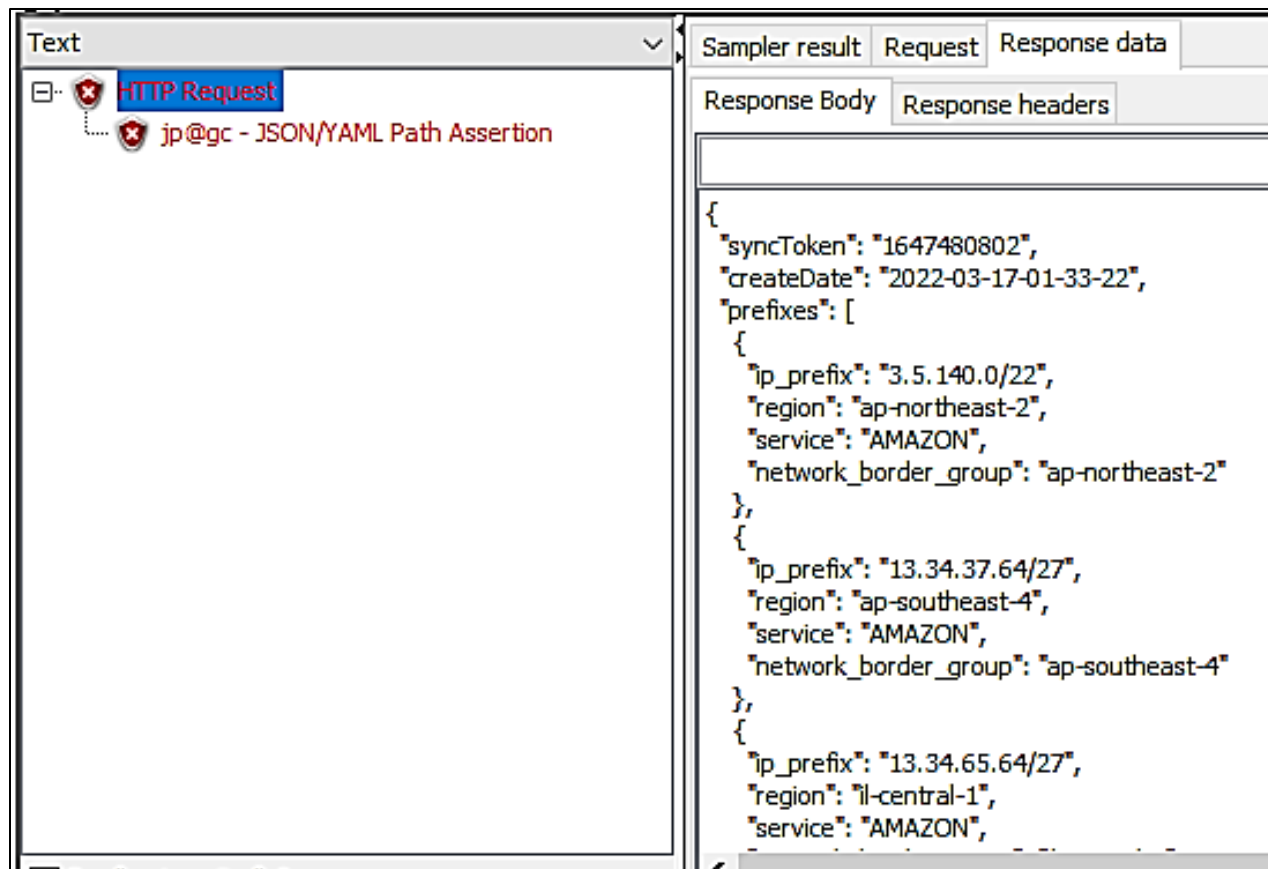 Text
HTTP Request
jp@gc - JSON/YAML Path Assertion
Sampler result Request Response data
Response Body Response headers
{
"syncToken": "1647480802",
"createDate": "2022-03-17-01-33-22",
"prefixes": [
{
"ip_prefix": "3.5.140.0/22",
"region": "ap-northeast-2",
"service": "AMAZON",
"network_border_group": "ap-northeast-2"
},
{
"ip_prefix": "13.34.37.64/27",
"region": "ap-southeast-4",
"service": "AMAZON",
"network_border_group": "ap-southeast-4"
},
{
"ip_prefix": "13.34.65.64/27",
"region": "il-central-1",
"service": "AMAZON",